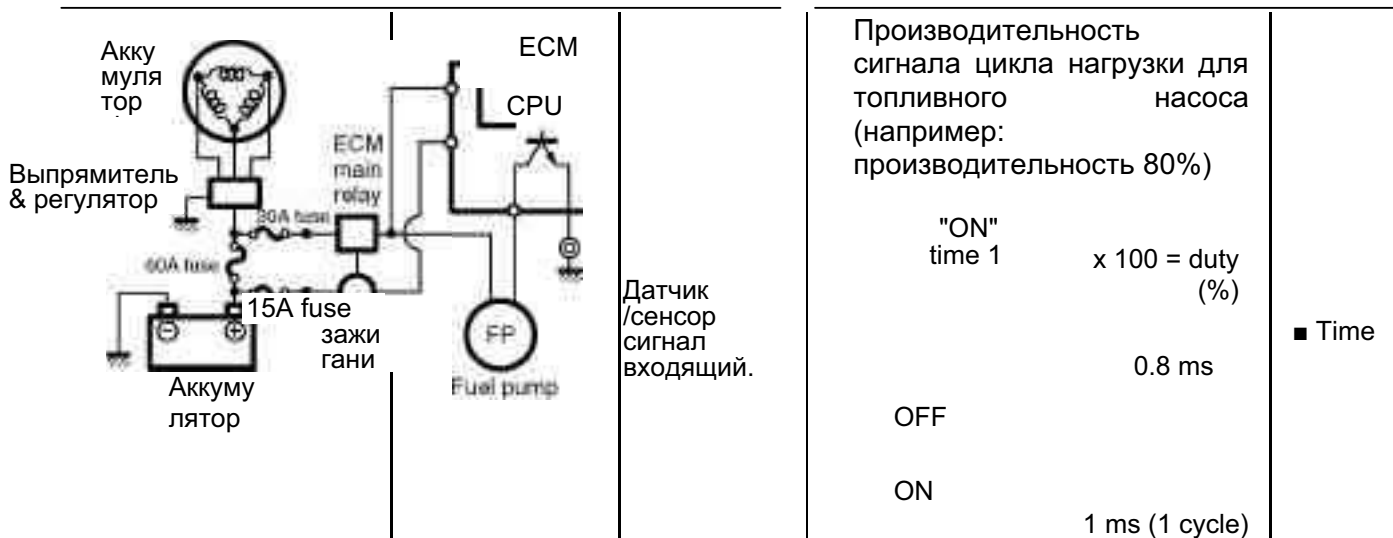 Акку
муля
тор
Выпрямитель
& регулятор
ECM
CPU
ECM
main
relay
30A fuse
60A fuse
15A fuse
зажи
гани
Аккуму
лятор
FP
Fuel pump
Датчик
/сенсор
сигнал
входящий.
Производительность
сигнала цикла нагрузки для
топливного насоса
(например:
производительность 80%)
"ON"
time 1
x 100 = duty
(%)
■ Time
0.8 ms
OFF
ON
1 ms (1 cycle)